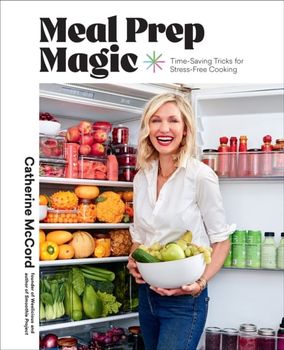 Meal Prep
Magic
Time-Saving Tricks for
Stress-Free Cooking
Catherine McCord
founder of Weelicious and
author of Smoothie Project